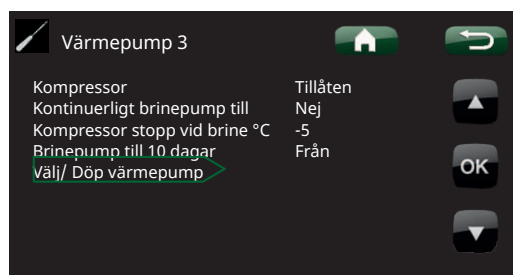 Värmepump 3
Kompressor Tillåten
Kontinuerligt brinepump till Nej
Kompressor stopp vid brine °C -5
Brinepump till 10 dagar Från
Välj/ Döp värmepump
OK